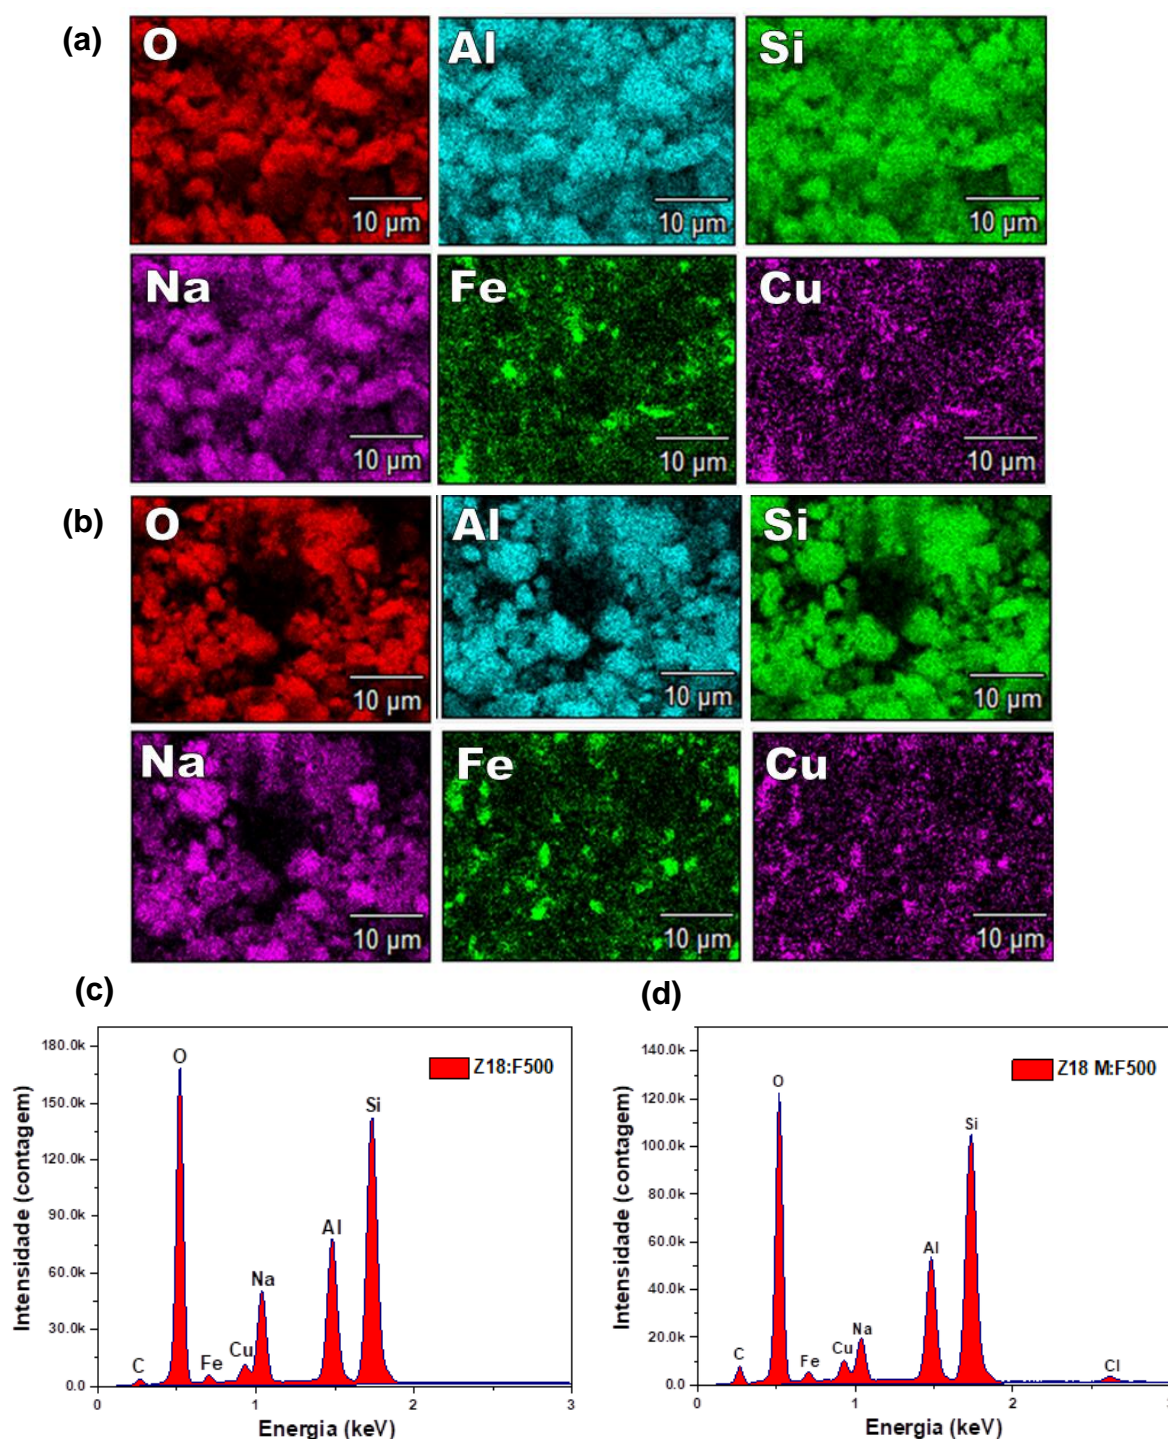 (a)
O Al Si
10 µm 10 µm 10 µm
Na Fe Cu
10 µm 10 µm 10 µm
(b)
O Al Si
10 µm 10 µm 10 µm
Na Fe Cu
10 µm 10 µm 10 µm
(c)
Intensidade (contagem)
180.0k
150.0k
120.0k
90.0k
60.0k
30.0k
0.0
Z18:F500
C O Fe Cu Na Al Si
0 1 2 3
Energia (keV)
(d)
Intensidade (contagem)
140.0k
120.0k
100.0k
80.0k
60.0k
40.0k
20.0k
0.0
Z18 M:F500
C O Fe Cu Na Al Si Cl
0 1 2 3
Energia (keV)